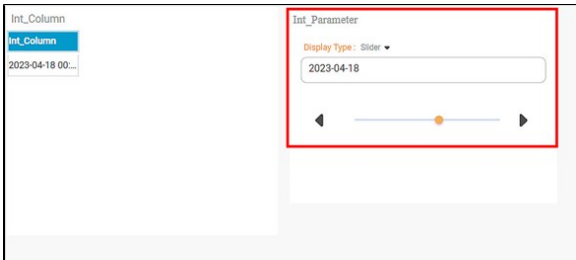 Int_Column
Int_Column
2023-04-18 00:...
Int_Parameter
Display Type : Slider
2023-04-18